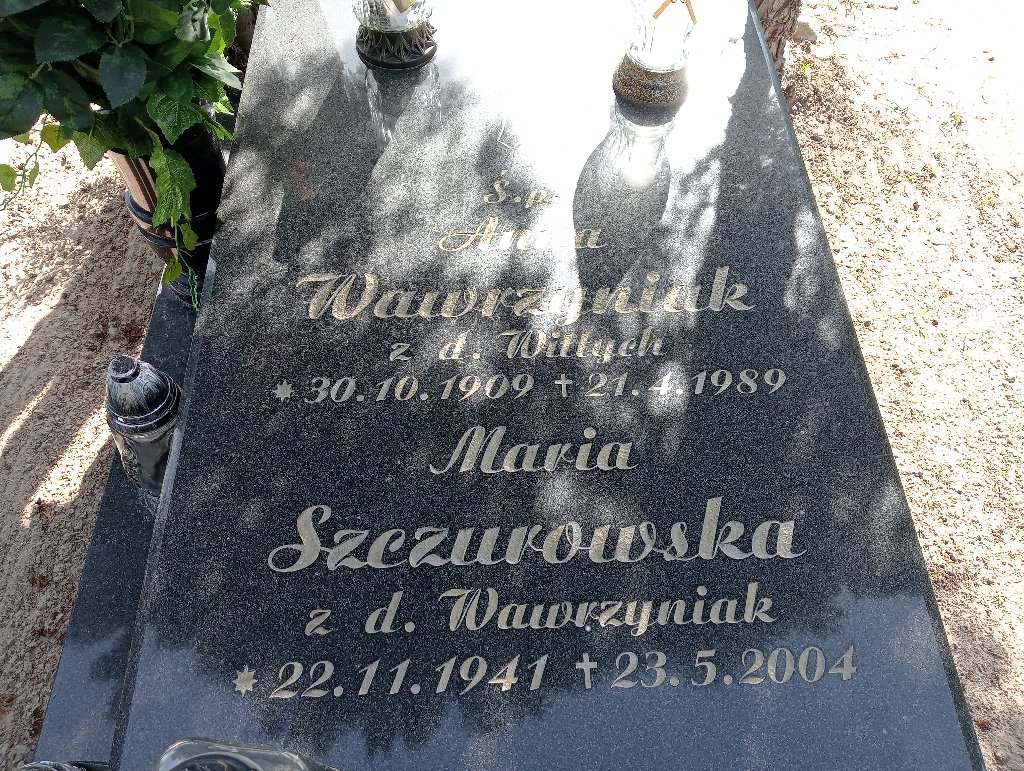 Ś.p.
Anna
Wawrzyniak
z d. Wittych
* 30.10.1909 ✝ 21.4.1989
Maria
Szczurowska
z d. Wawrzyniak
* 22.11.1941 ✝ 23.5.2004